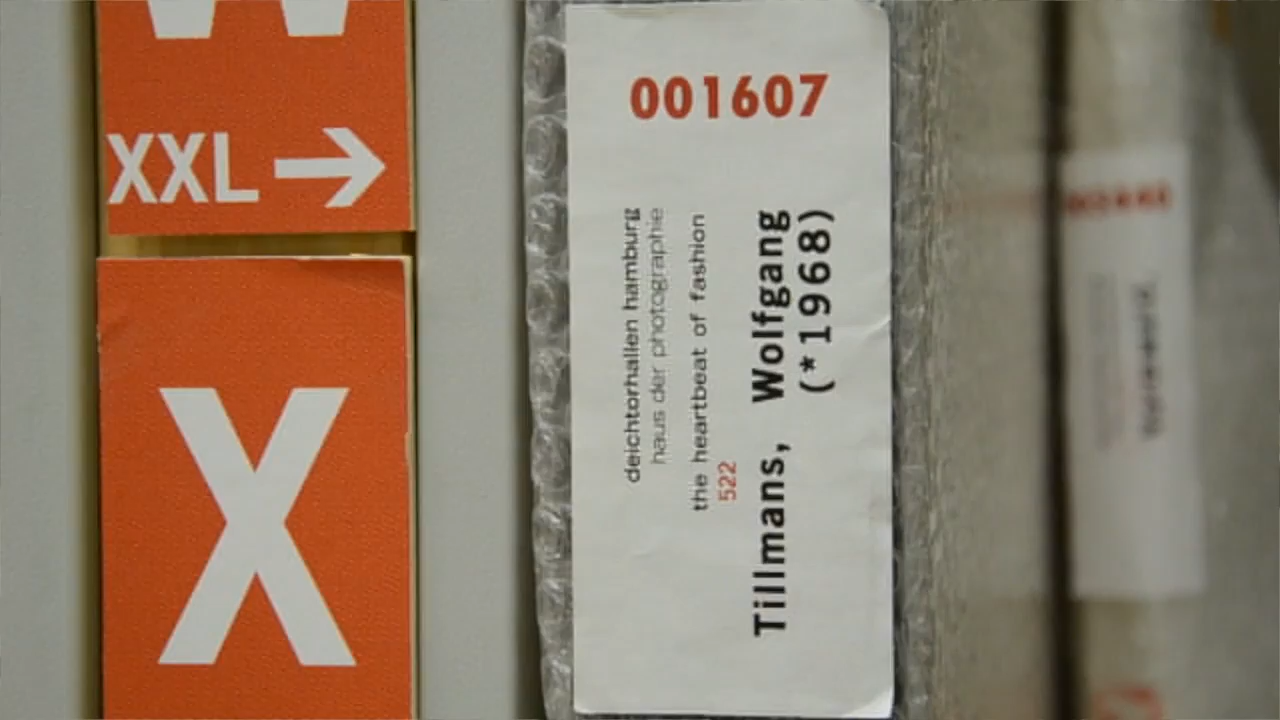 W
XXL →
X
001607
deichtorhallen hamburg
haus der photographie
the heartbeat of fashion
522
Tillmans, Wolfgang
(*1968)